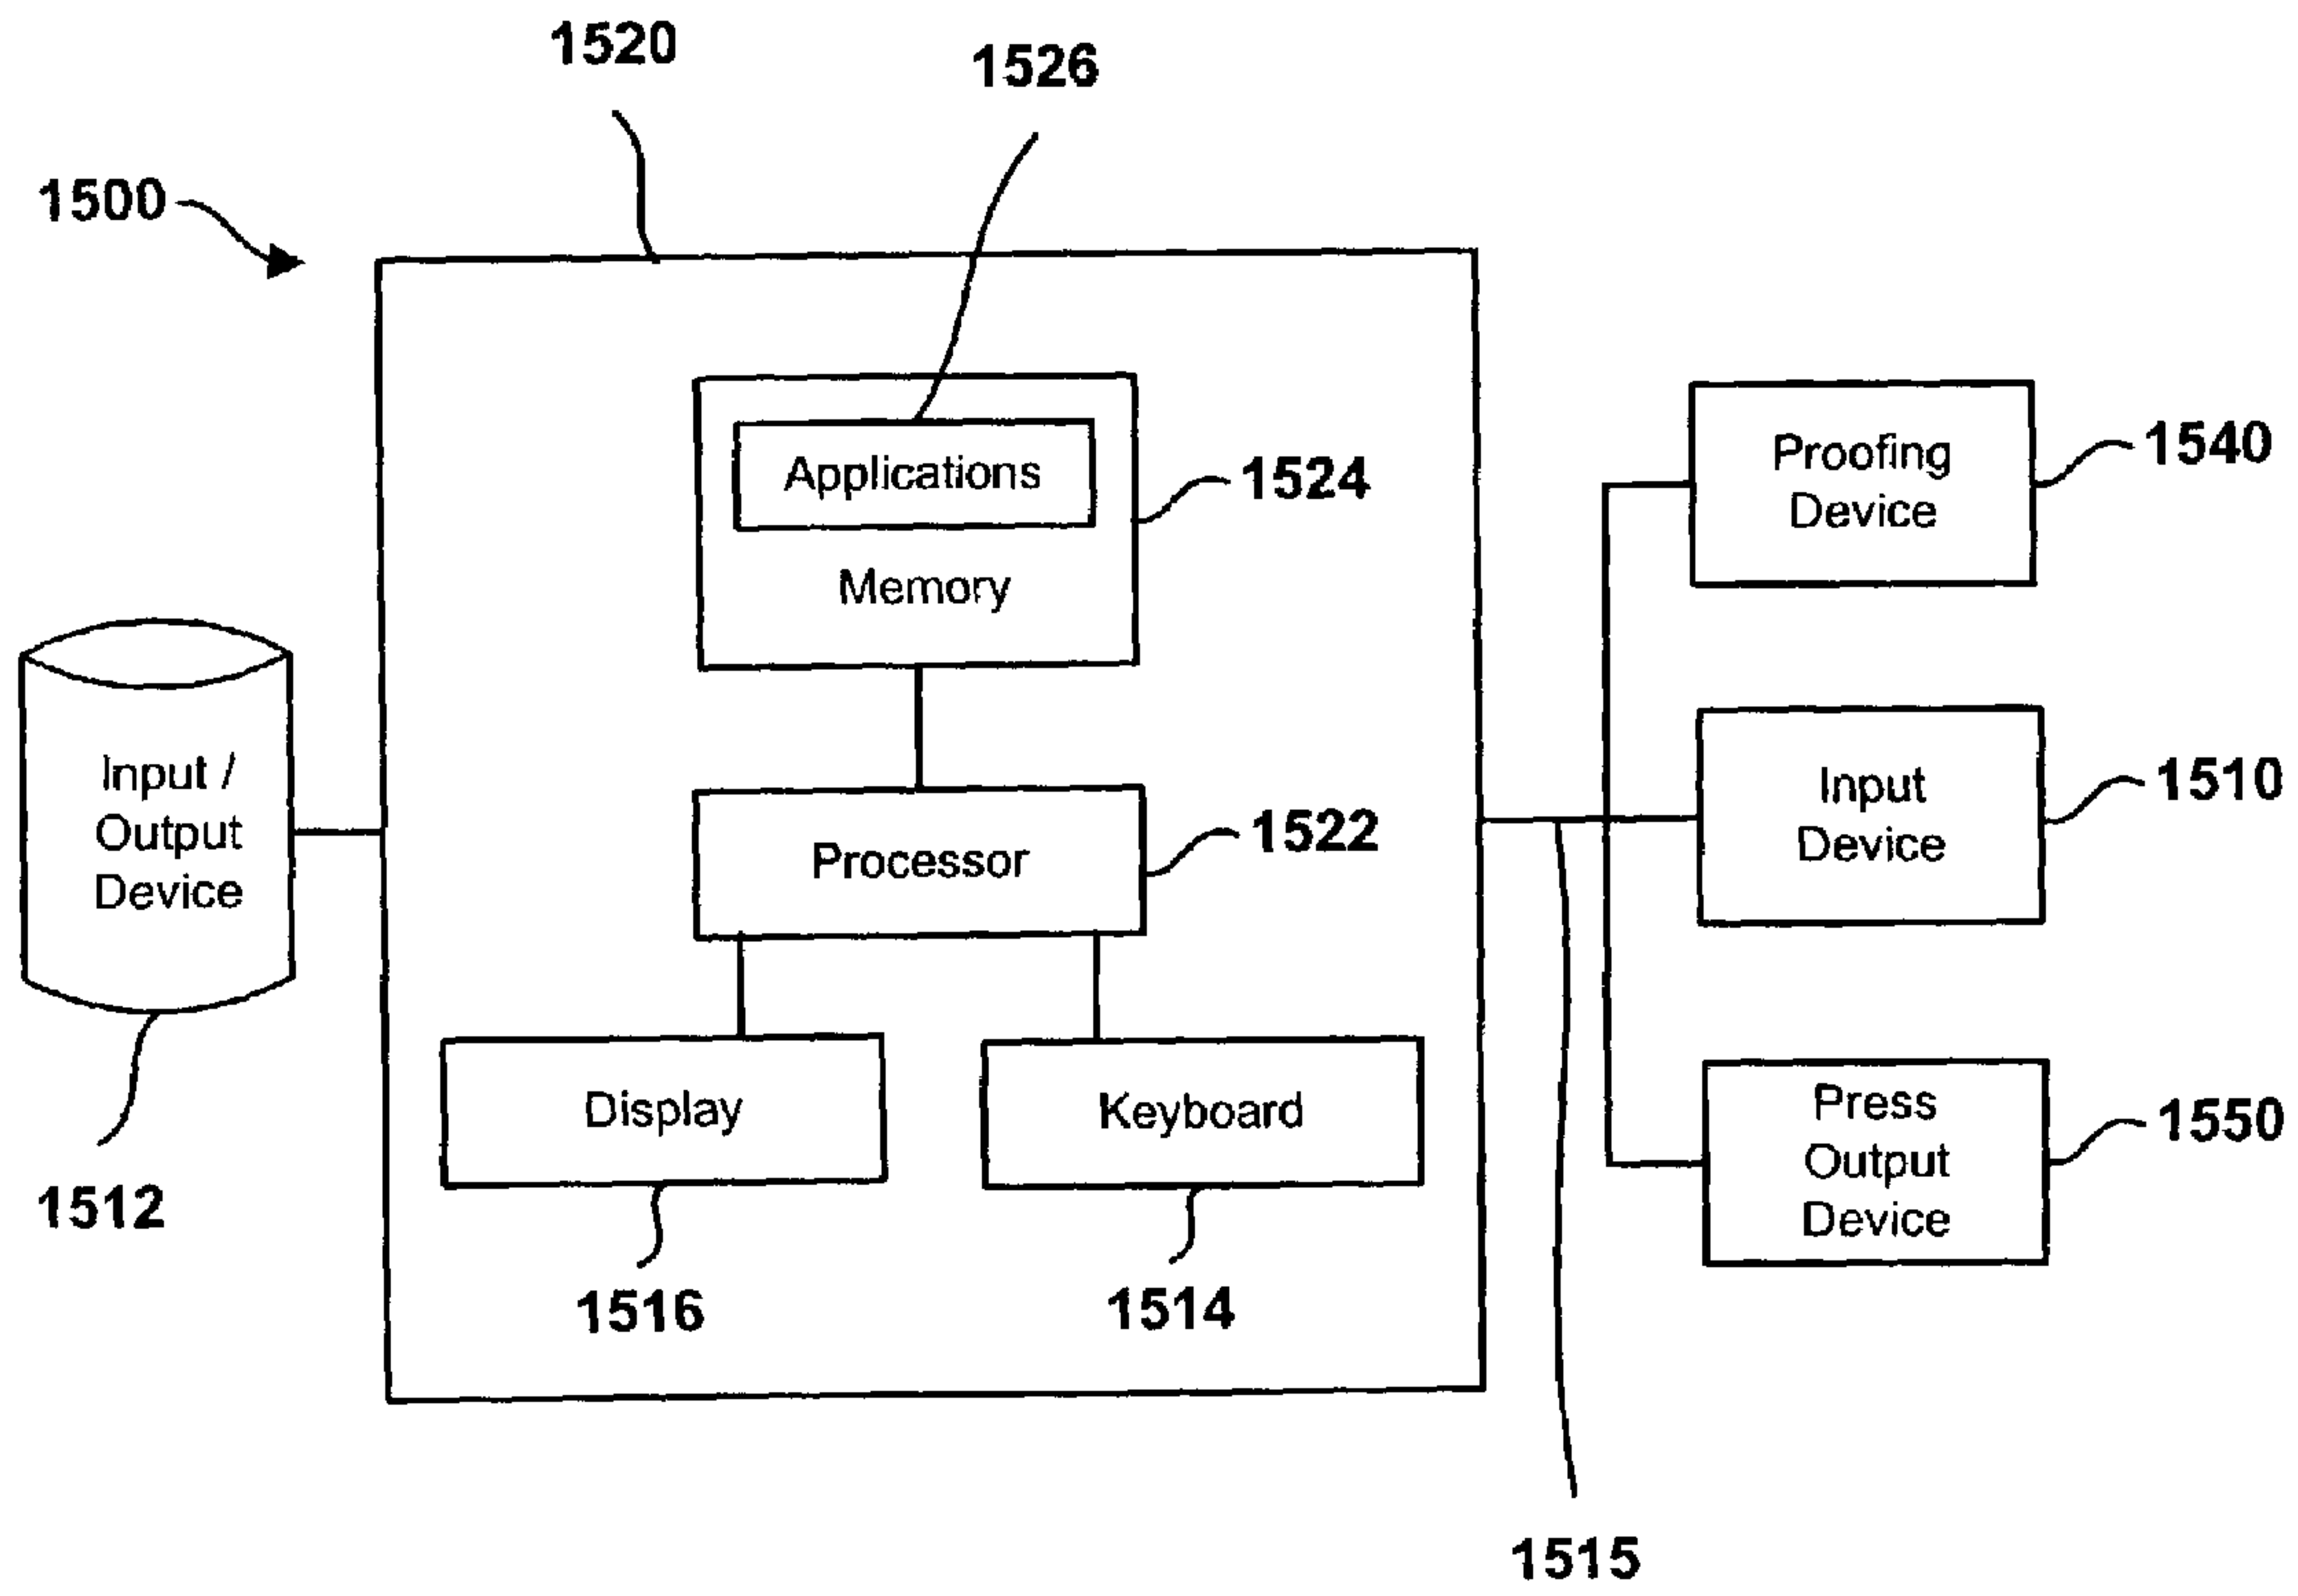 1520
1526
1500
Applications
1524
Memory
Proofing
Device
1540
Input /
Output
Device
1512
Processor
1522
Input
Device
1510
Display
1516
Keyboard
1514
Press
Output
Device
1550
1515